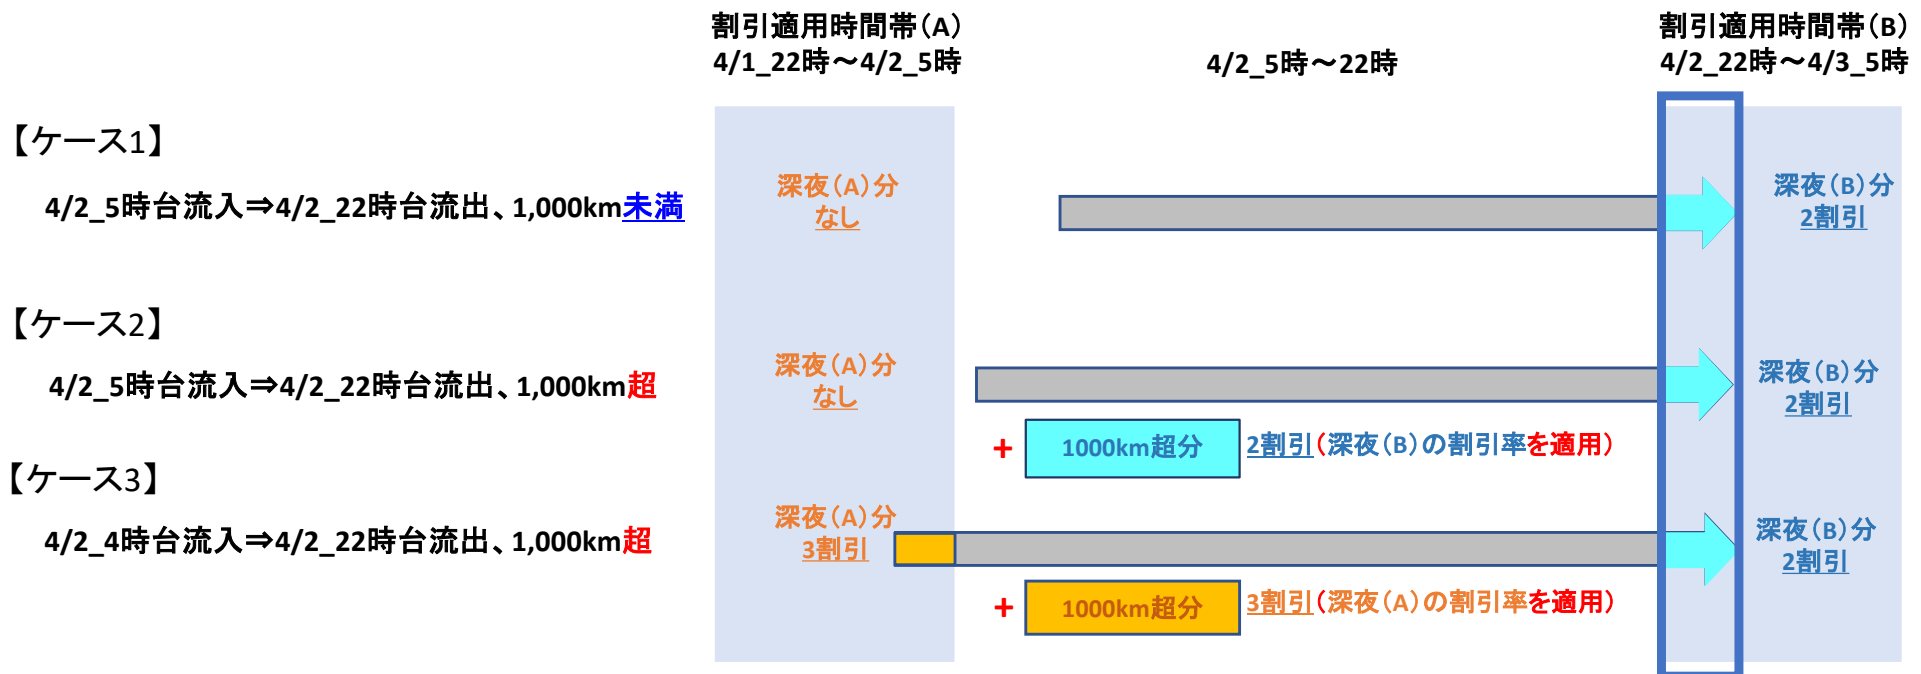 割引適用時間帯(A)
4/1_22時～4/2_5時
4/2_5時～22時
割引適用時間帯(B)
4/2_22時～4/3_5時
【ケース1】
4/2_5時台流入⇒4/2_22時台流出、1,000km未満
深夜(A)分
なし
深夜(B)分
2割引
【ケース2】
4/2_5時台流入⇒4/2_22時台流出、1,000km超
深夜(A)分
なし
深夜(B)分
2割引
+ 1000km超分 2割引(深夜(B)の割引率を適用)
【ケース3】
4/2_4時台流入⇒4/2_22時台流出、1,000km超
深夜(A)分
3割引
深夜(B)分
2割引
+ 1000km超分 3割引(深夜(A)の割引率を適用)